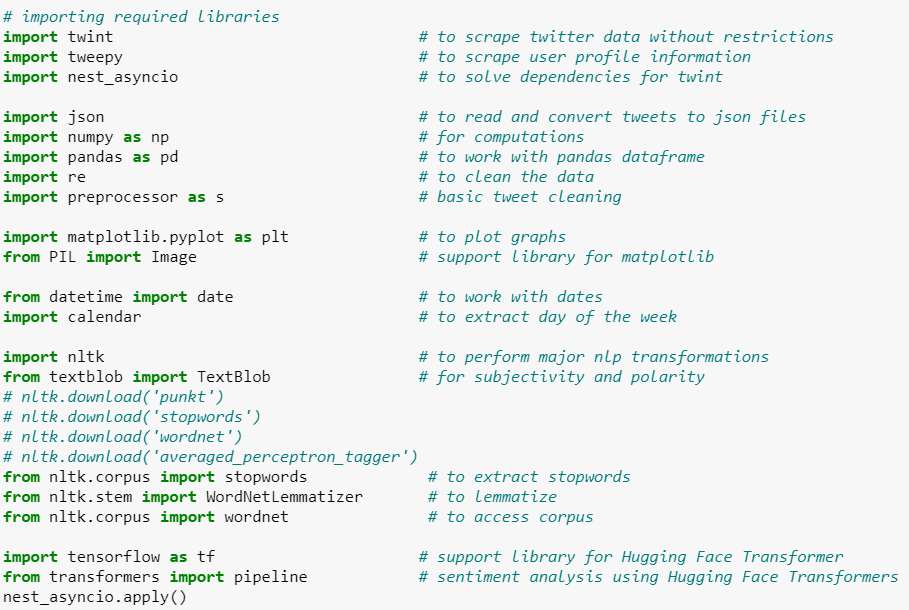 # importing required libraries
import twint # to scrape twitter data without restrictions
import tweepy # to scrape user profile information
import nest_asyncio # to solve dependencies for twint
import json # to read and convert tweets to json files
import numpy as np # for computations
import pandas as pd # to work with pandas dataframe
import re # to clean the data
import preprocessor as s # basic tweet cleaning
import matplotlib.pyplot as plt # to plot graphs
from PIL import Image # support library for matplotlib
from datetime import date # to work with dates
import calendar # to extract day of the week
import nltk # to perform major nlp transformations
from textblob import TextBlob # for subjectivity and polarity
# nltk.download('punkt')
# nltk.download('stopwords')
# nltk.download('wordnet')
# nltk.download('averaged_perceptron_tagger')
from nltk.corpus import stopwords # to extract stopwords
from nltk.stem import WordNetLemmatizer # to lemmatize
from nltk.corpus import wordnet # to access corpus
import tensorflow as tf # support library for Hugging Face Transformer
from transformers import pipeline # sentiment analysis using Hugging Face Transformers
nest_asyncio.apply()